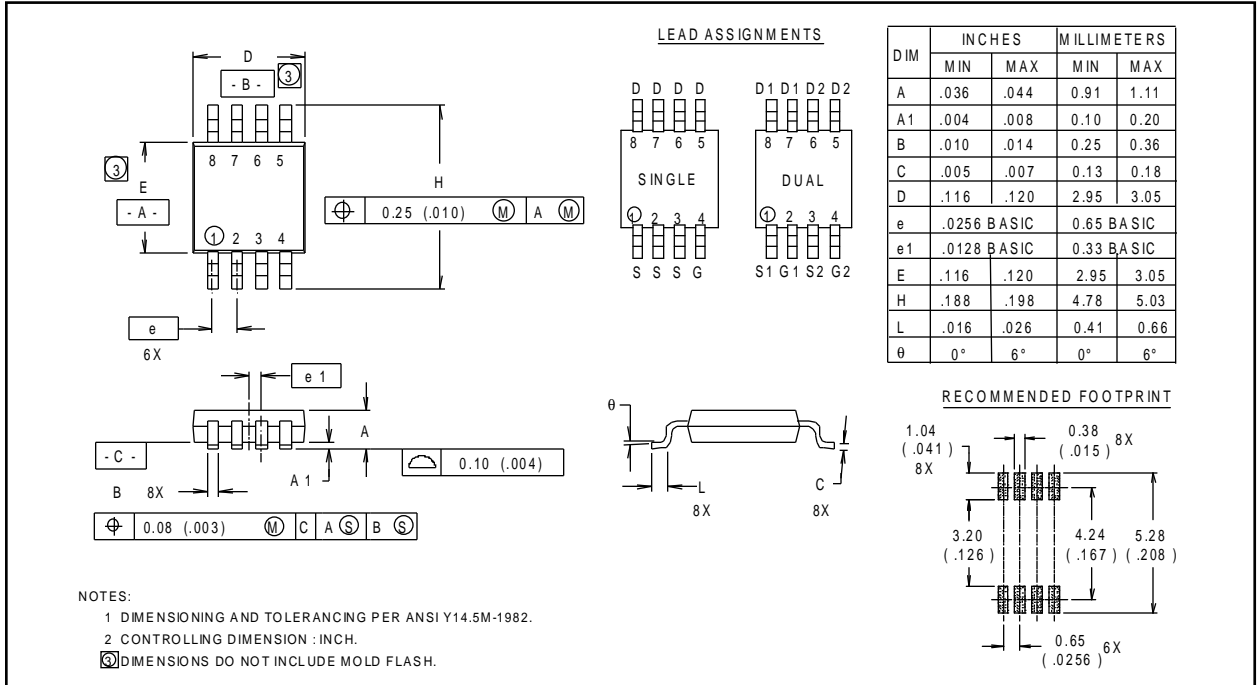 LEAD ASSIGNMENTS
D
- B -
3
8 7 6 5
3
E
- A -
1 2 3 4
H
⌖ 0.25 (.010) Ⓜ A Ⓜ
e
6X
D D D D
8 7 6 5
SINGLE
1 2 3 4
S S S G
D1 D1 D2 D2
8 7 6 5
DUAL
1 2 3 4
S1 G1 S2 G2
DIM INCHES MILLIMETERS
MIN MAX MIN MAX
A .036 .044 0.91 1.11
A1 .004 .008 0.10 0.20
B .010 .014 0.25 0.36
C .005 .007 0.13 0.18
D .116 .120 2.95 3.05
e .0256 BASIC 0.65 BASIC
e1 .0128 BASIC 0.33 BASIC
E .116 .120 2.95 3.05
H .188 .198 4.78 5.03
L .016 .026 0.41 0.66
θ 0° 6° 0° 6°
e 1
A
- C -
A 1
0.10 (.004)
B 8X
⌖ 0.08 (.003) Ⓜ C A Ⓢ B Ⓢ
θ
L
8X
C
8X
RECOMMENDED FOOTPRINT
1.04
( .041 )
8X
0.38
( .015 )
8X
3.20
( .126 )
4.24
( .167 )
5.28
( .208 )
0.65
( .0256 )
6X
NOTES:
1 DIMENSIONING AND TOLERANCING PER ANSI Y14.5M-1982.
2 CONTROLLING DIMENSION : INCH.
3 DIMENSIONS DO NOT INCLUDE MOLD FLASH.